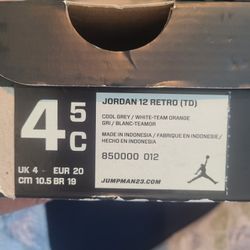 4 5 C
UK 4 EUR 20
CM 10.5 BR 19
JORDAN 12 RETRO (TD)
COOL GREY / WHITE-TEAM ORANGE
GRI / BLANC-TEAMOR
MADE IN INDONESIA / FABRIQUE EN INDONESIE/
HECHO EN INDONESIA
850000 012
JUMPMAN23.COM